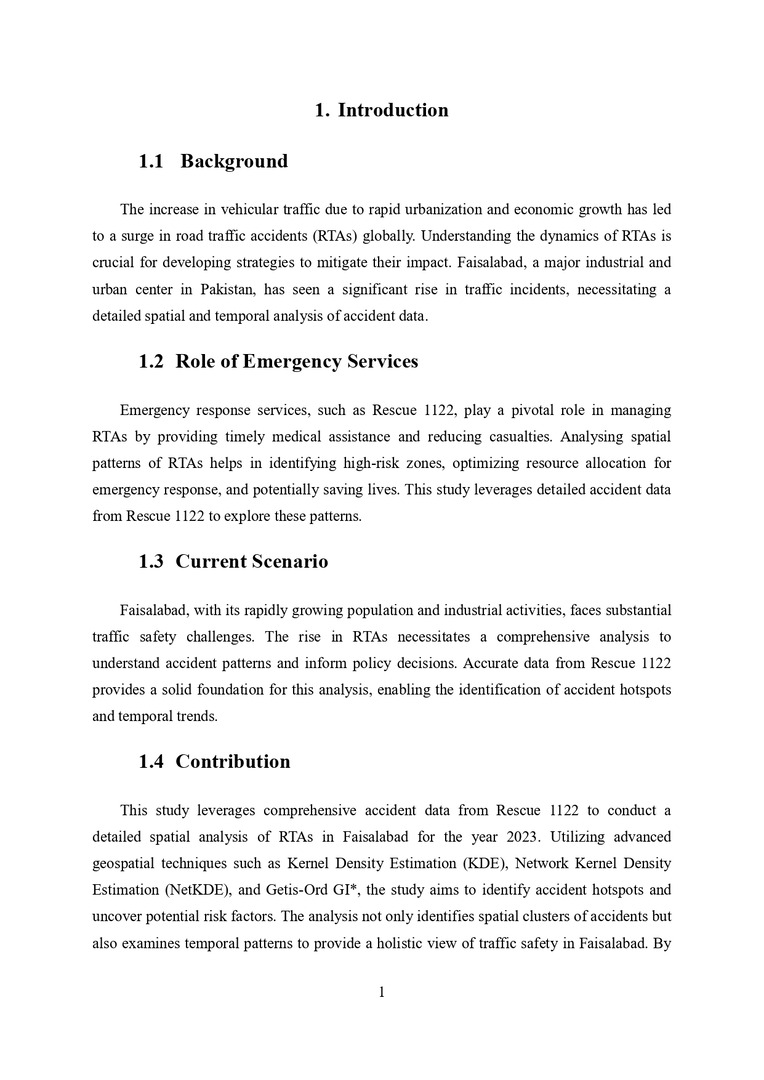 1. Introduction
1.1 Background
The increase in vehicular traffic due to rapid urbanization and economic growth has led
to a surge in road traffic accidents (RTAs) globally. Understanding the dynamics of RTAs is
crucial for developing strategies to mitigate their impact. Faisalabad, a major industrial and
urban center in Pakistan, has seen a significant rise in traffic incidents, necessitating a
detailed spatial and temporal analysis of accident data.
1.2 Role of Emergency Services
Emergency response services, such as Rescue 1122, play a pivotal role in managing
RTAs by providing timely medical assistance and reducing casualties. Analysing spatial
patterns of RTAs helps in identifying high-risk zones, optimizing resource allocation for
emergency response, and potentially saving lives. This study leverages detailed accident data
from Rescue 1122 to explore these patterns.
1.3 Current Scenario
Faisalabad, with its rapidly growing population and industrial activities, faces substantial
traffic safety challenges. The rise in RTAs necessitates a comprehensive analysis to
understand accident patterns and inform policy decisions. Accurate data from Rescue 1122
provides a solid foundation for this analysis, enabling the identification of accident hotspots
and temporal trends.
1.4 Contribution
This study leverages comprehensive accident data from Rescue 1122 to conduct a
detailed spatial analysis of RTAs in Faisalabad for the year 2023. Utilizing advanced
geospatial techniques such as Kernel Density Estimation (KDE), Network Kernel Density
Estimation (NetKDE), and Getis-Ord GI*, the study aims to identify accident hotspots and
uncover potential risk factors. The analysis not only identifies spatial clusters of accidents but
also examines temporal patterns to provide a holistic view of traffic safety in Faisalabad. By
1